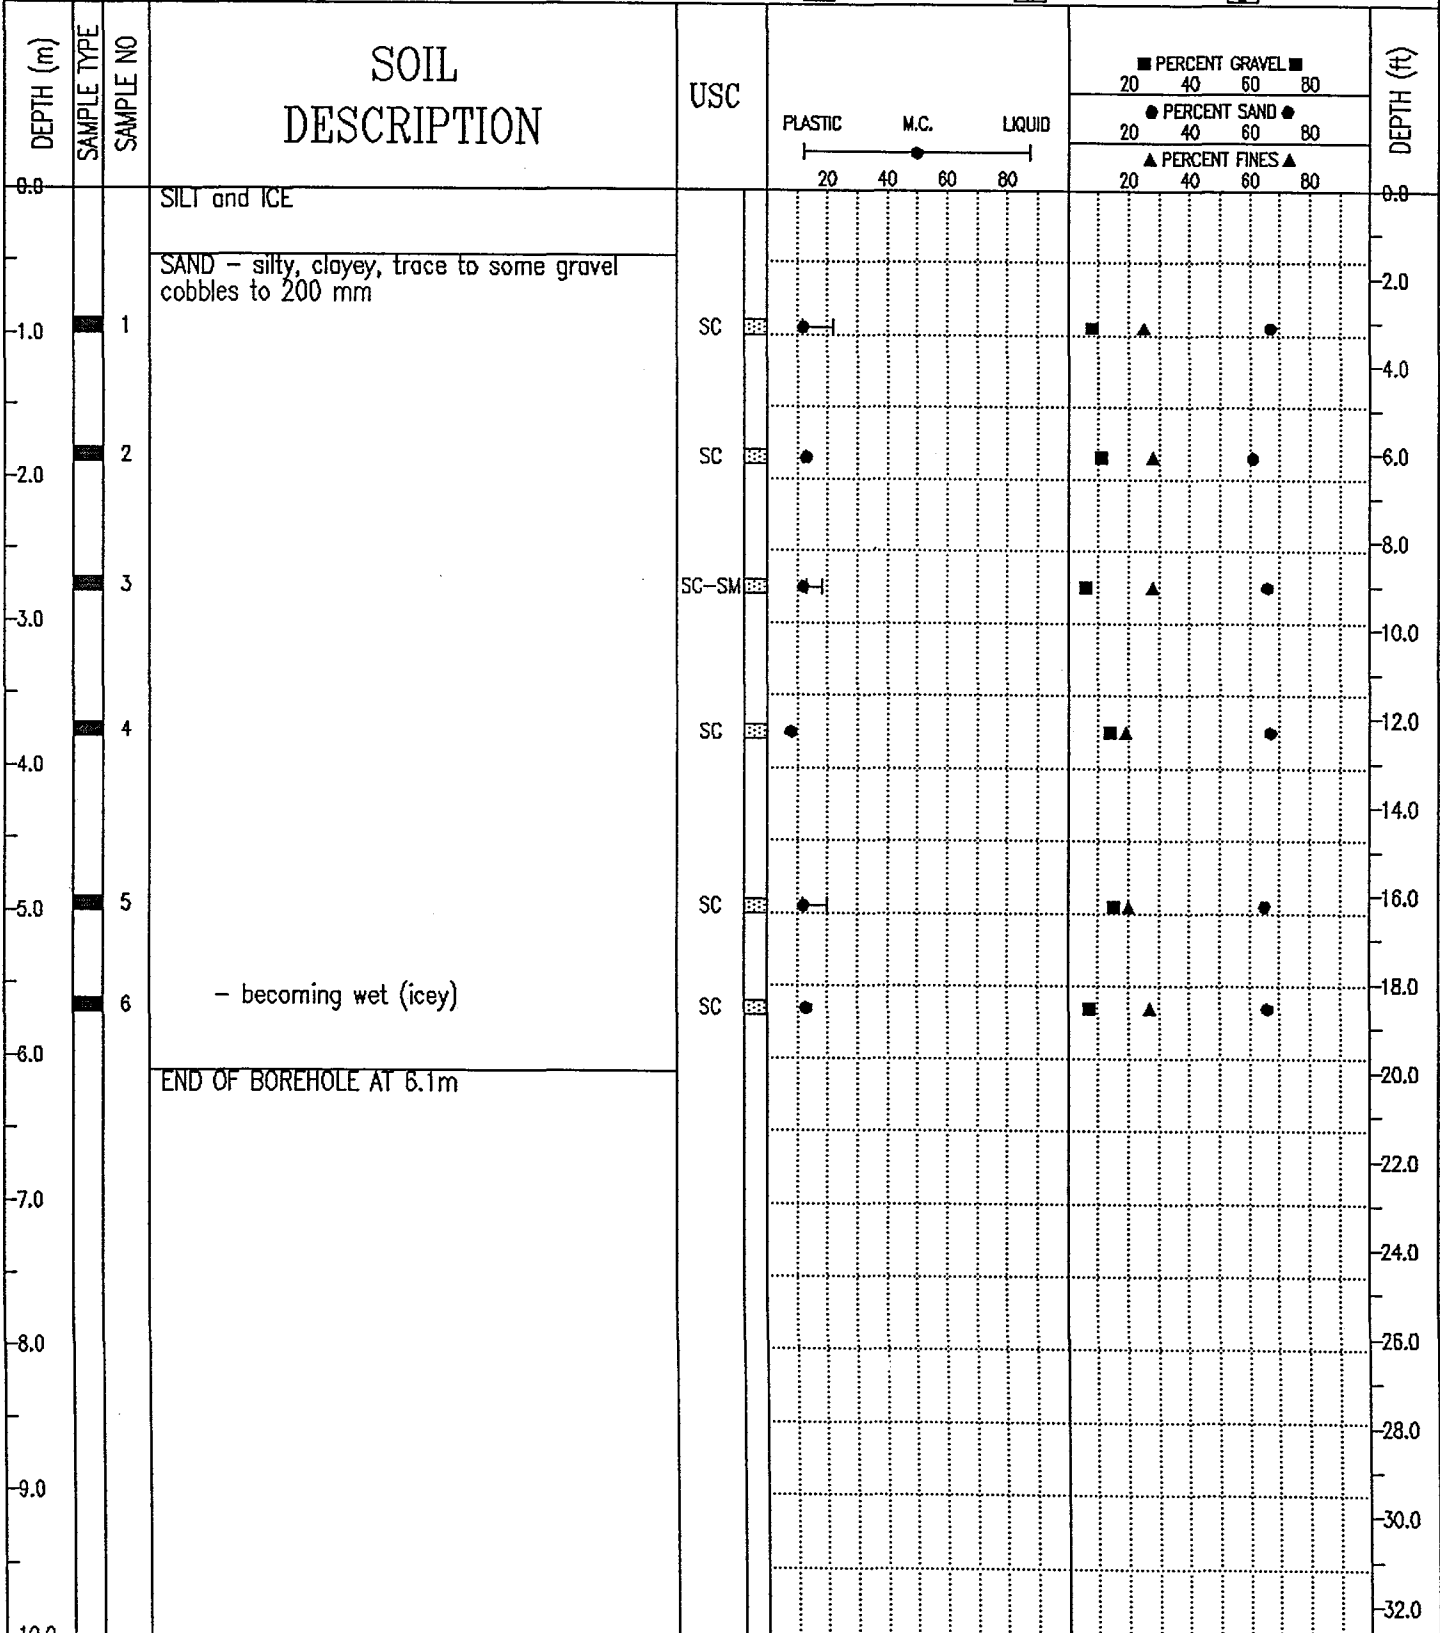 DEPTH (m)
SAMPLE TYPE
SAMPLE NO
SOIL
DESCRIPTION
USC
PLASTIC M.C. LIQUID
20 40 60 80
■ PERCENT GRAVEL ■
20 40 60 80
● PERCENT SAND ●
20 40 60 80
▲ PERCENT FINES ▲
20 40 60 80
DEPTH (ft)
0.0
SILT and ICE
0.0
SAND - silty, clayey, trace to some gravel
cobbles to 200 mm
2.0
1.0
1
SC
4.0
2
SC
6.0
2.0
8.0
3
SC-SM
3.0
10.0
4
SC
12.0
4.0
14.0
5
SC
16.0
5.0
6
- becoming wet (icey)
SC
18.0
6.0
END OF BOREHOLE AT 6.1m
20.0
22.0
7.0
24.0
8.0
26.0
28.0
9.0
30.0
32.0